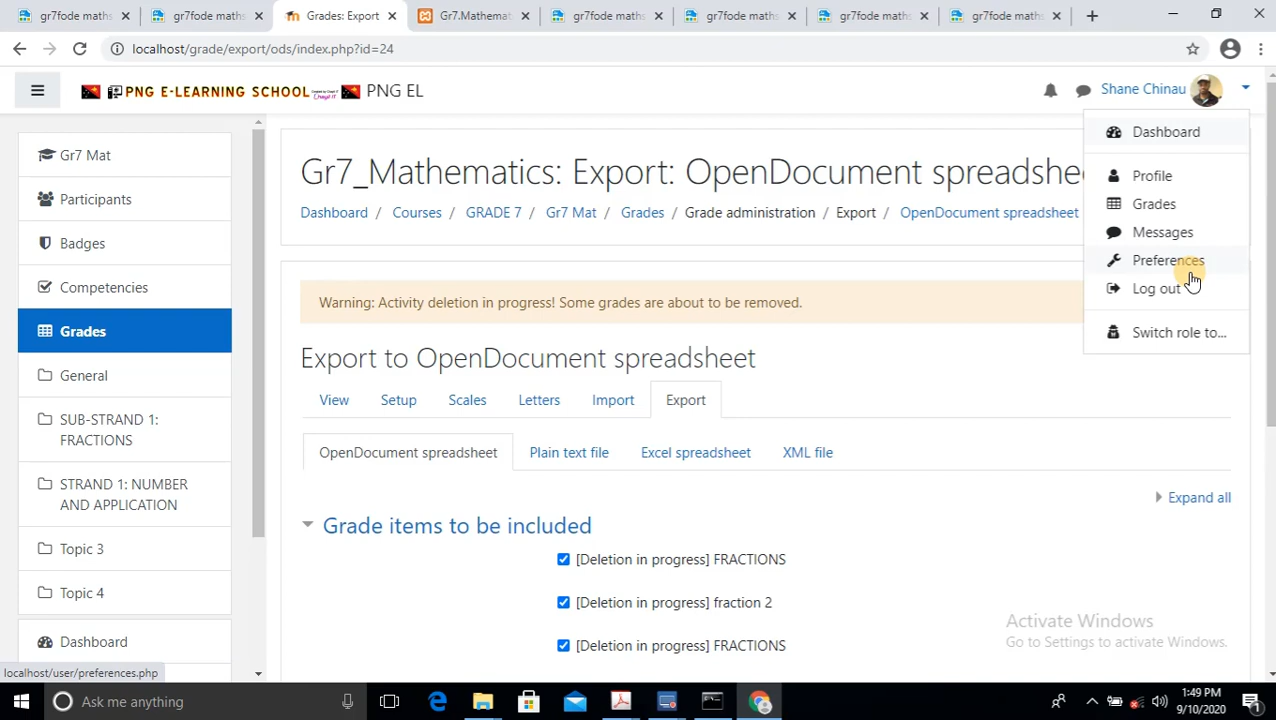 gr7fode maths
gr7fode maths
Grades: Export
Gr7.Mathemat
gr7fode maths
gr7fode maths
gr7fode maths
gr7fode maths
localhost/grade/export/ods/index.php?id=24
PNG E-LEARNING SCHOOL
PNG EL
Shane Chinau
Dashboard
Profile
Grades
Messages
Preferences
Log out
Switch role to...
Gr7 Mat
Participants
Badges
Competencies
Grades
General
SUB-STRAND 1:
FRACTIONS
STRAND 1: NUMBER
AND APPLICATION
Topic 3
Topic 4
Dashboard
Gr7_Mathematics: Export: OpenDocument spreadshe
Dashboard / Courses / GRADE 7 / Gr7 Mat / Grades / Grade administration / Export / OpenDocument spreadsheet
Warning: Activity deletion in progress! Some grades are about to be removed.
Export to OpenDocument spreadsheet
View Setup Scales Letters Import Export
OpenDocument spreadsheet Plain text file Excel spreadsheet XML file
Expand all
Grade items to be included
[Deletion in progress] FRACTIONS
[Deletion in progress] fraction 2
[Deletion in progress] FRACTIONS
Activate Windows
Go to Settings to activate Windows.
localhost/user/preferences.php
Ask me anything
1:49 PM
9/10/2020
1